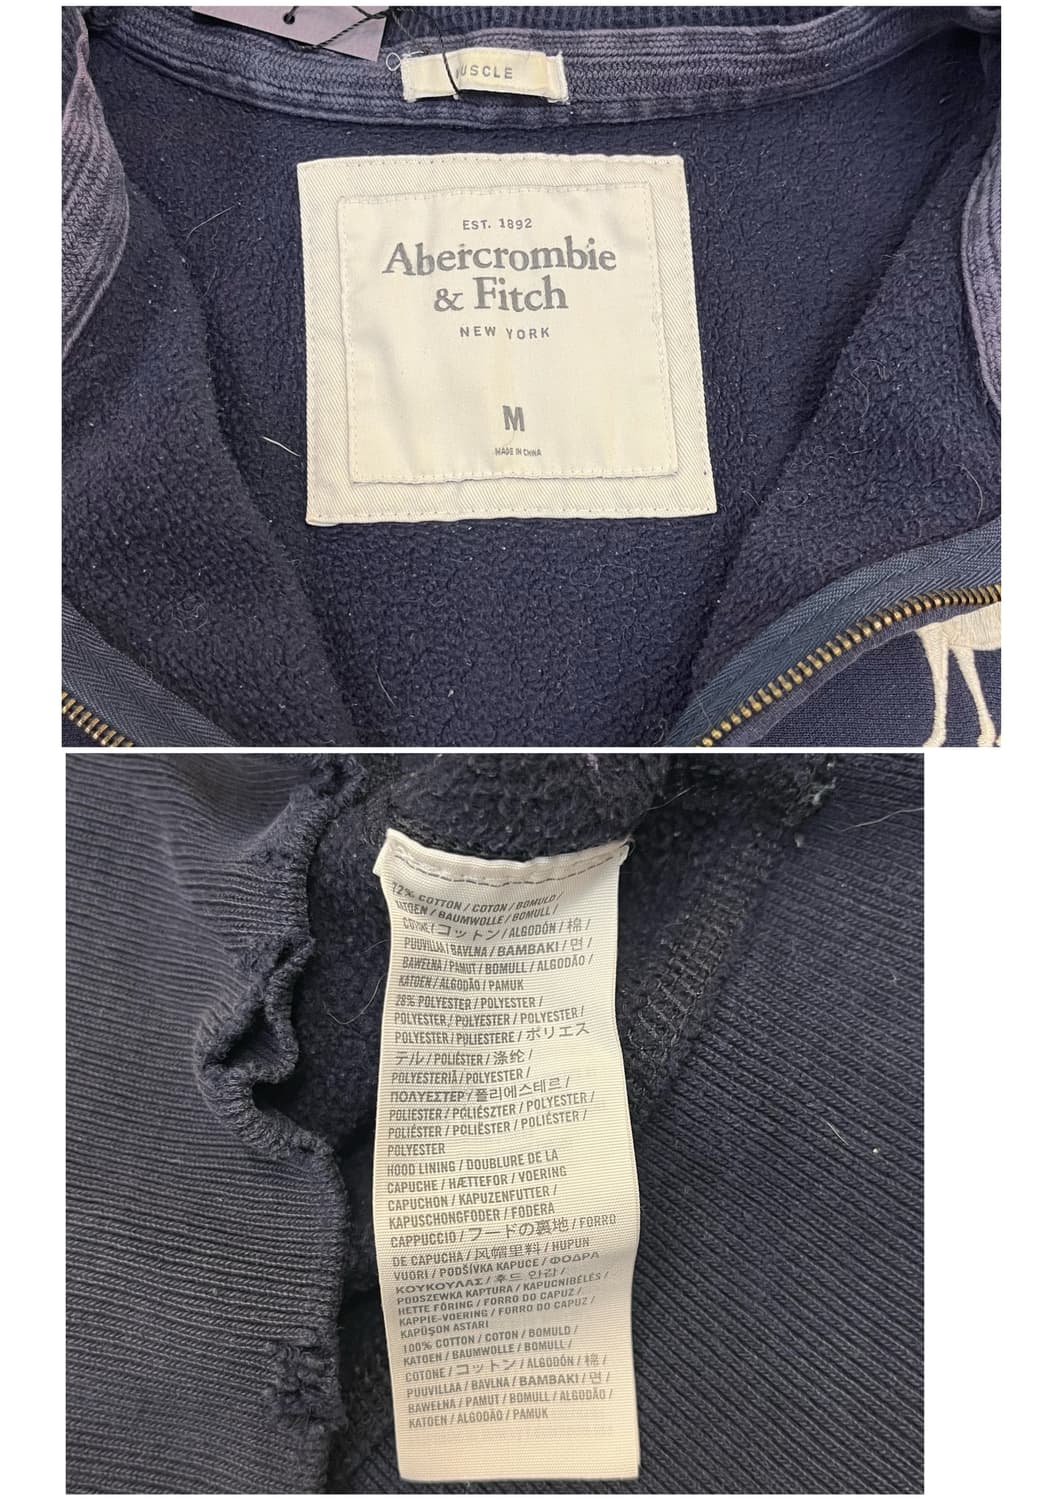 USCLE
EST. 1892
Abercrombie
& Fitch
NEW YORK
M
MADE IN CHINA
72% COTTON / COTON / BOMULD /
KATOEN / BAUMWOLLE / BOMULL /
COTONE / コットン / ALGODÓN / 棉 /
PUUVILLAA / BAVLNA / BAMBAKI / 면 /
BAWEŁNA / PAMUT / BOMULL / ALGODÃO /
KATOEN / ALGODÃO / PAMUK
28% POLYESTER / POLYESTER /
POLYESTER / POLYESTER / POLYESTER /
POLYESTER / POLIESTERE / ポリエス
テル / POLIÉSTER / 涤纶 /
POLYESTERIÄ / POLYESTER /
ΠΟΛΥΕΣΤΕΡ / 폴리에스테르 /
POLIESTER / POLIÉSZTER / POLYESTER /
POLIÉSTER / POLIËSTER / POLIÉSTER /
POLYESTER
HOOD LINING / DOUBLURE DE LA
CAPUCHE / HÆTTEFOR / VOERING
CAPUCHON / KAPUZENFUTTER /
KAPUSCHONGFODER / FODERA
CAPPUCCIO / フードの裏地 / FORRO
DE CAPUCHA / 风帽里料 / HUPUN
VUORI / PODŠÍVKA KAPUCE / ΦΟΔΡΑ
ΚΟΥΚΟΥΛΑΣ / 후드 안감 /
PODSZEWKA KAPTURA / KAPUCNIBÉLÉS /
HETTE FÔRING / FORRO DO CAPUZ /
KAPPIE-VOERING / FORRO DO CAPUZ /
KAPÜŞON ASTARI
100% COTTON / COTON / BOMULD /
KATOEN / BAUMWOLLE / BOMULL /
COTONE / コットン / ALGODÓN / 棉 /
PUUVILLAA / BAVLNA / BAMBAKI / 면 /
BAWEŁNA / PAMUT / BOMULL / ALGODÃO /
KATOEN / ALGODÃO / PAMUK